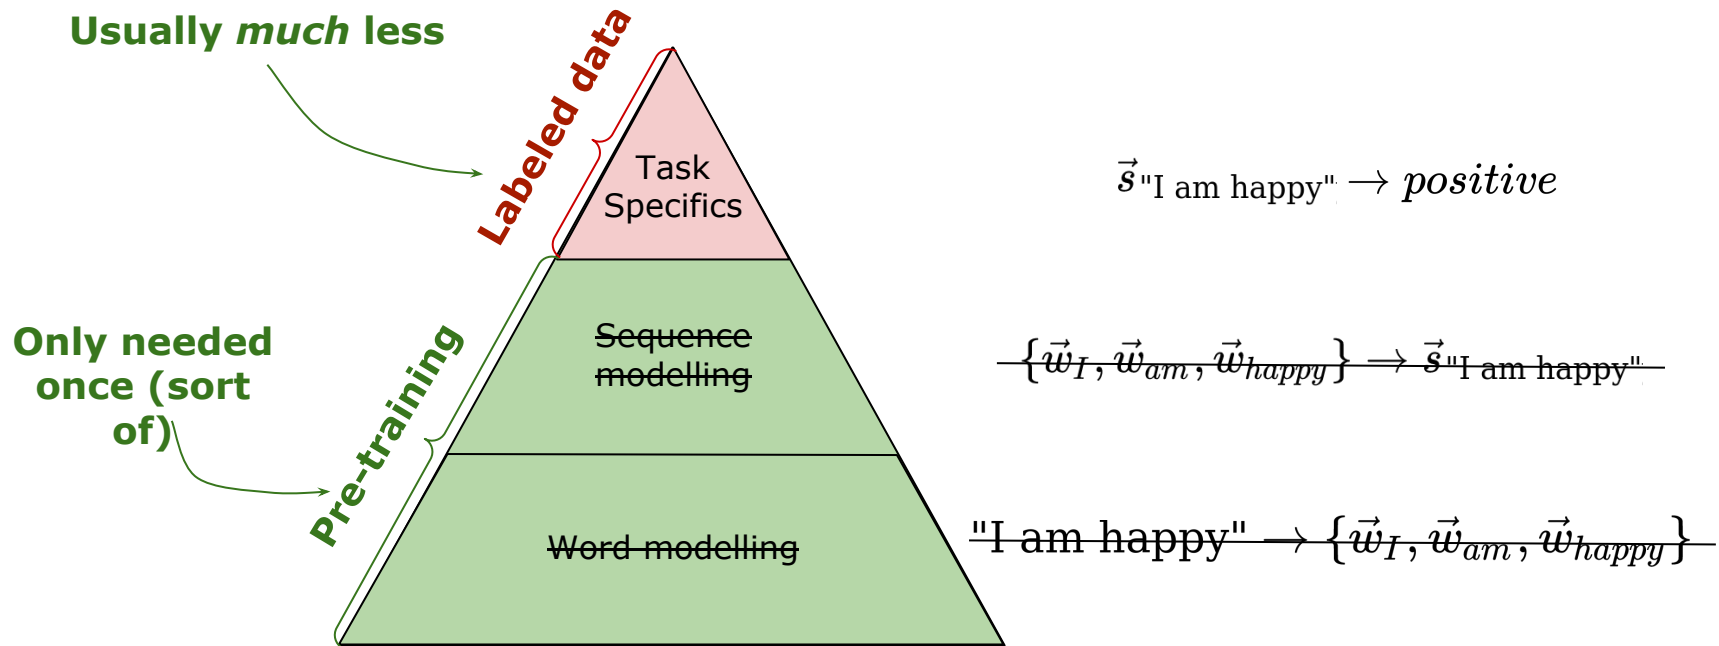 Usually much less
Labeled data
Task
Specifics
s⃗"I am happy" → positive
Only needed
once (sort
of)
Pre-training
Sequence
modelling
{w⃗I, w⃗am, w⃗happy} → s⃗"I am happy"
Word modelling
"I am happy" → {w⃗I, w⃗am, w⃗happy}